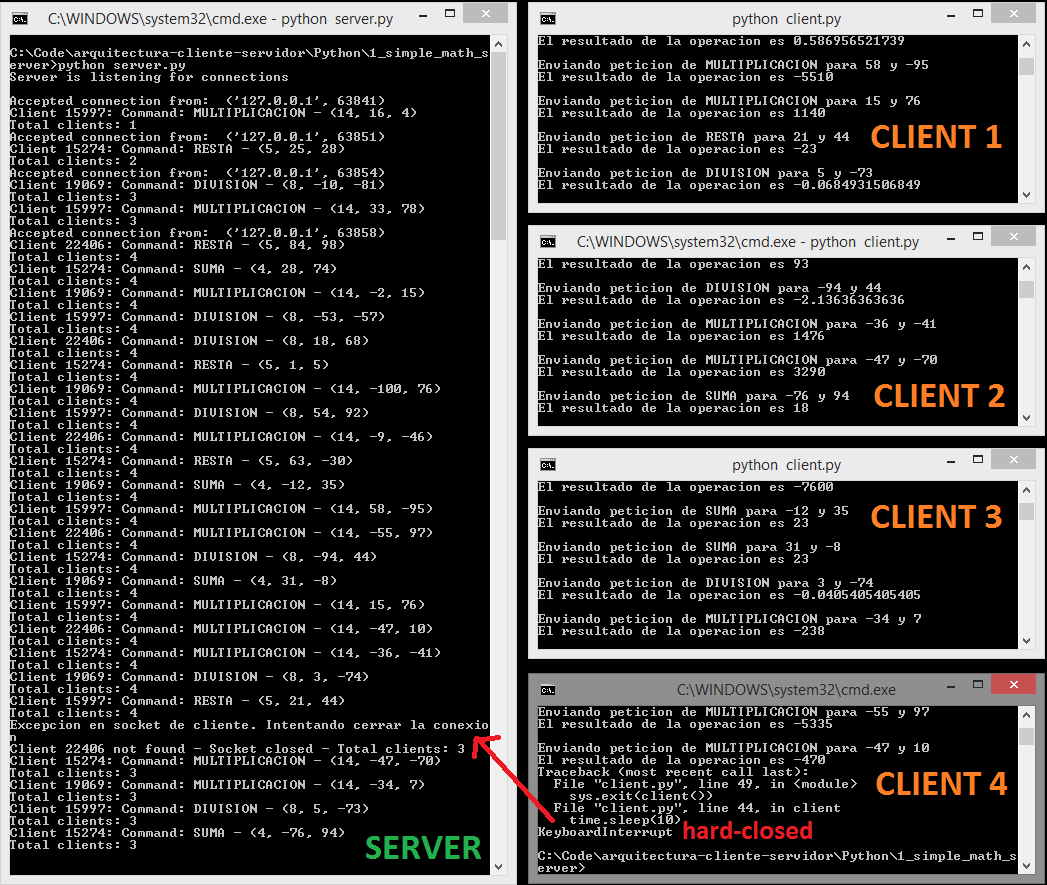 C:\WINDOWS\system32\cmd.exe - python server.py
C:\Code\arquitectura-cliente-servidor\Python\1_simple_math_s
erver>python server.py
Server is listening for connections
Accepted connection from:  ('127.0.0.1', 63841)
Client 15997: Command: MULTIPLICACION - (14, 16, 4)
Total clients: 1
Accepted connection from:  ('127.0.0.1', 63851)
Client 15274: Command: RESTA - (5, 25, 28)
Total clients: 2
Accepted connection from:  ('127.0.0.1', 63854)
Client 19069: Command: DIVISION - (8, -10, -81)
Total clients: 3
Client 15997: Command: MULTIPLICACION - (14, 33, 78)
Total clients: 3
Accepted connection from:  ('127.0.0.1', 63858)
Client 22406: Command: RESTA - (5, 84, 98)
Total clients: 4
Client 15274: Command: SUMA - (4, 28, 74)
Total clients: 4
Client 19069: Command: MULTIPLICACION - (14, -2, 15)
Total clients: 4
Client 15997: Command: DIVISION - (8, -53, -57)
Total clients: 4
Client 22406: Command: DIVISION - (8, 18, 68)
Total clients: 4
Client 15274: Command: RESTA - (5, 1, 5)
Total clients: 4
Client 19069: Command: MULTIPLICACION - (14, -100, 76)
Total clients: 4
Client 15997: Command: DIVISION - (8, 54, 92)
Total clients: 4
Client 22406: Command: MULTIPLICACION - (14, -9, -46)
Total clients: 4
Client 15274: Command: RESTA - (5, 63, -30)
Total clients: 4
Client 19069: Command: SUMA - (4, -12, 35)
Total clients: 4
Client 15997: Command: MULTIPLICACION - (14, 58, -95)
Total clients: 4
Client 22406: Command: MULTIPLICACION - (14, -55, 97)
Total clients: 4
Client 15274: Command: DIVISION - (8, -94, 44)
Total clients: 4
Client 19069: Command: SUMA - (4, 31, -8)
Total clients: 4
Client 15997: Command: MULTIPLICACION - (14, 15, 76)
Total clients: 4
Client 22406: Command: MULTIPLICACION - (14, -47, 10)
Total clients: 4
Client 15274: Command: MULTIPLICACION - (14, -36, -41)
Total clients: 4
Client 19069: Command: DIVISION - (8, 3, -74)
Total clients: 4
Client 15997: Command: RESTA - (5, 21, 44)
Total clients: 4
Excepcion en socket de cliente. Intentando cerrar la conexio
n
Client 22406 not found - Socket closed - Total clients: 3
Client 15274: Command: MULTIPLICACION - (14, -47, -70)
Total clients: 3
Client 19069: Command: MULTIPLICACION - (14, -34, 7)
Total clients: 3
Client 15997: Command: DIVISION - (8, 5, -73)
Total clients: 3
Client 15274: Command: SUMA - (4, -76, 94)
Total clients: 3
SERVER
python client.py
El resultado de la operacion es 0.586956521739
Enviando peticion de MULTIPLICACION para 58 y -95
El resultado de la operacion es -5510
Enviando peticion de MULTIPLICACION para 15 y 76
El resultado de la operacion es 1140
Enviando peticion de RESTA para 21 y 44
El resultado de la operacion es -23
Enviando peticion de DIVISION para 5 y -73
El resultado de la operacion es -0.0684931506849
CLIENT 1
C:\WINDOWS\system32\cmd.exe - python client.py
El resultado de la operacion es 93
Enviando peticion de DIVISION para -94 y 44
El resultado de la operacion es -2.13636363636
Enviando peticion de MULTIPLICACION para -36 y -41
El resultado de la operacion es 1476
Enviando peticion de MULTIPLICACION para -47 y -70
El resultado de la operacion es 3290
Enviando peticion de SUMA para -76 y 94
El resultado de la operacion es 18
CLIENT 2
python client.py
El resultado de la operacion es -7600
Enviando peticion de SUMA para -12 y 35
El resultado de la operacion es 23
Enviando peticion de SUMA para 31 y -8
El resultado de la operacion es 23
Enviando peticion de DIVISION para 3 y -74
El resultado de la operacion es -0.0405405405405
Enviando peticion de MULTIPLICACION para -34 y 7
El resultado de la operacion es -238
CLIENT 3
C:\WINDOWS\system32\cmd.exe
Enviando peticion de MULTIPLICACION para -55 y 97
El resultado de la operacion es -5335
Enviando peticion de MULTIPLICACION para -47 y 10
El resultado de la operacion es -470
Traceback (most recent call last):
File "client.py", line 49, in <module>
sys.exit(client())
File "client.py", line 44, in client
time.sleep(10)
KeyboardInterrupt
hard-closed
C:\Code\arquitectura-cliente-servidor\Python\1_simple_math_s
erver>
CLIENT 4